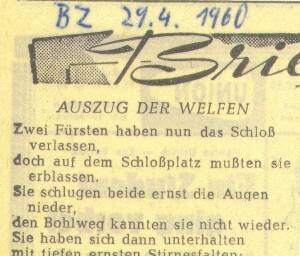 BZ 29.4. 1960
Brie
AUSZUG DER WELFEN
Zwei Fürsten haben nun das Schloß
verlassen,
doch auf dem Schloßplatz mußten sie
erblassen.
Sie schlugen beide ernst die Augen
nieder,
den Bohlweg kannten sie nicht wieder.
Sie haben sich dann unterhalten
mit tiefen ernsten Stirnesfalten: